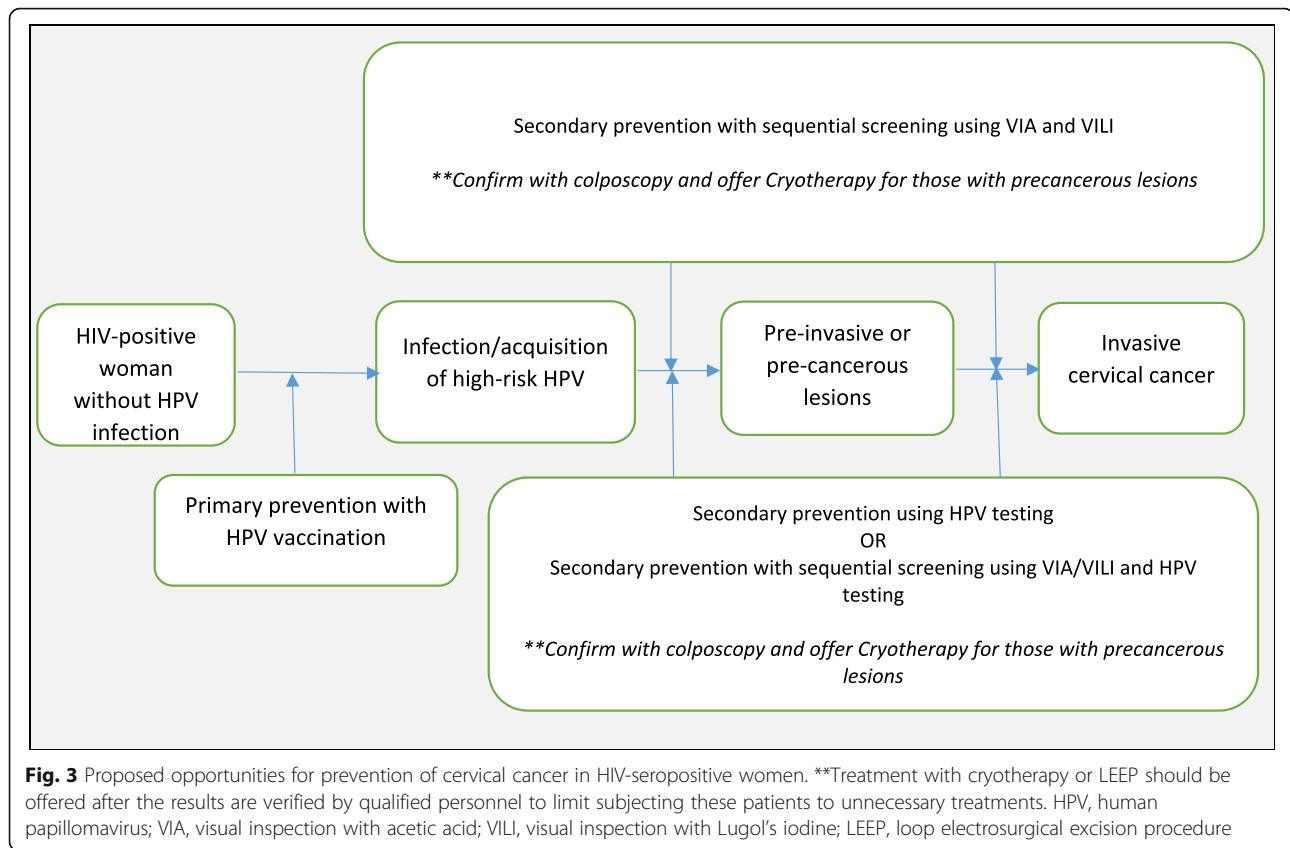 Secondary prevention with sequential screening using VIA and VILI
**Confirm with colposcopy and offer Cryotherapy for those with precancerous lesions
HIV-positive
woman
without HPV
infection
Infection/acquisition
of high-risk HPV
Pre-invasive or
pre-cancerous
lesions
Invasive
cervical cancer
Primary prevention with
HPV vaccination
Secondary prevention using HPV testing
OR
Secondary prevention with sequential screening using VIA/VILI and HPV
testing
**Confirm with colposcopy and offer Cryotherapy for those with precancerous
lesions
Fig. 3 Proposed opportunities for prevention of cervical cancer in HIV-seropositive women. **Treatment with cryotherapy or LEEP should be
offered after the results are verified by qualified personnel to limit subjecting these patients to unnecessary treatments. HPV, human
papillomavirus; VIA, visual inspection with acetic acid; VILI, visual inspection with Lugol's iodine; LEEP, loop electrosurgical excision procedure